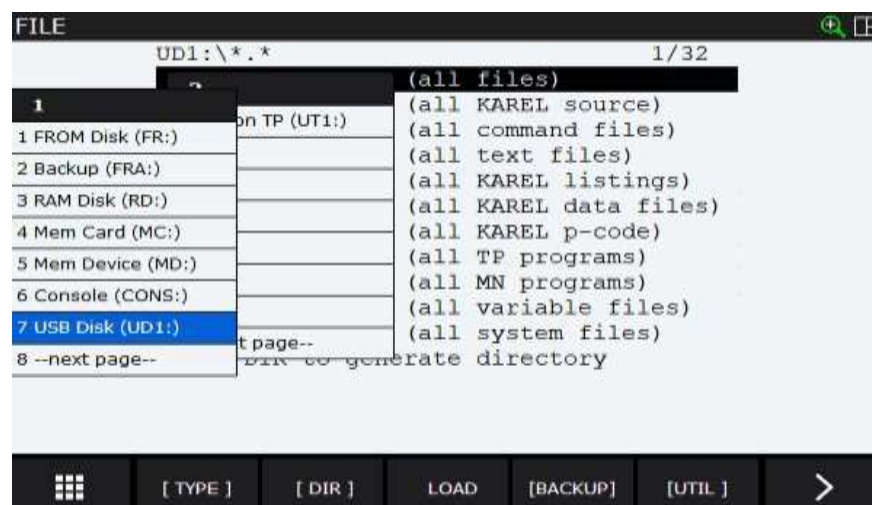 FILE
UD1:\*.* 1/32
(all files)
1 (all KAREL source)
on TP (UT1:)
1 FROM Disk (FR:) (all command files)
2 Backup (FRA:) (all text files)
(all KAREL listings)
3 RAM Disk (RD:) (all KAREL data files)
4 Mem Card (MC:) (all KAREL p-code)
5 Mem Device (MD:) (all TP programs)
(all MN programs)
6 Console (CONS:) (all variable files)
7 USB Disk (UD1:) (all system files)
t page--
8 --next page-- to generate directory
[ TYPE ] [ DIR ] LOAD [BACKUP] [UTIL ] >